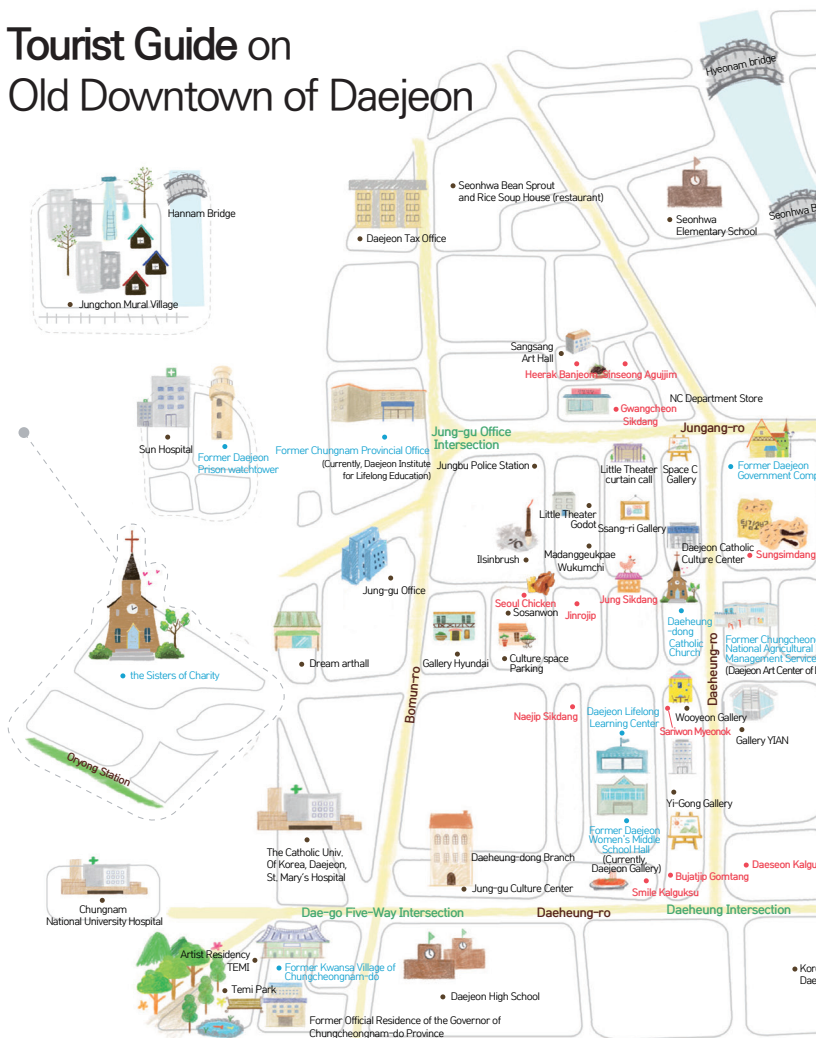 Tourist Guide on
Old Downtown of Daejeon
Hyeonam bridge
Seonhwa Bean Sprout
and Rice Soup House (restaurant)
Hannam Bridge
Seonhwa
Elementary School
Seonhwa B
Daejeon Tax Office
Jungchon Mural Village
Sangsang
Art Hall
Heerak Banjeom
Sinseong Agujjim
NC Department Store
Gwangcheon
Sikdang
Jung-gu Office
Intersection
Jungang-ro
Sun Hospital
Former Daejeon
Prison watchtower
Former Chungnam Provincial Office
(Currently, Daejeon Institute
for Lifelong Education)
Jungbu Police Station
Little Theater
curtain call
Space C
Gallery
Former Daejeon
Government Comp
Little Theater
Godot
Ssang-ri Gallery
Ilsinbrush
Madanggeukpae
Wukumchi
Daejeon Catholic
Culture Center
Sungsimdang
Jung-gu Office
Seoul Chicken
Sosanwon
Jinrojip
Jung Sikdang
Daeheung
-dong
Catholic
Church
Daeheung-ro
Former Chungcheong
National Agricultural
Management Service
(Daejeon Art Center of
Dream arthall
Bomun-ro
Gallery Hyundai
Culture space
Parking
the Sisters of Charity
Oryong Station
Naejip Sikdang
Daejeon Lifelong
Learning Center
Wooyeon Gallery
Sariwon Myeonok
Gallery YIAN
Yi-Gong Gallery
Former Daejeon
Women's Middle
School Hall
(Currently,
Daejeon Gallery)
The Catholic Univ.
Of Korea, Daejeon,
St. Mary's Hospital
Daeheung-dong Branch
Jung-gu Culture Center
Smile Kalguksu
Bujatjip Gomtang
Daeseon Kalgu
Chungnam
National University Hospital
Dae-go Five-Way Intersection
Daeheung-ro
Daeheung Intersection
Artist Residency
TEMI
Former Kwansa Village of
Chungcheongnam-do
Temi Park
Daejeon High School
Kor
Dae
Former Official Residence of the Governor of
Chungcheongnam-do Province